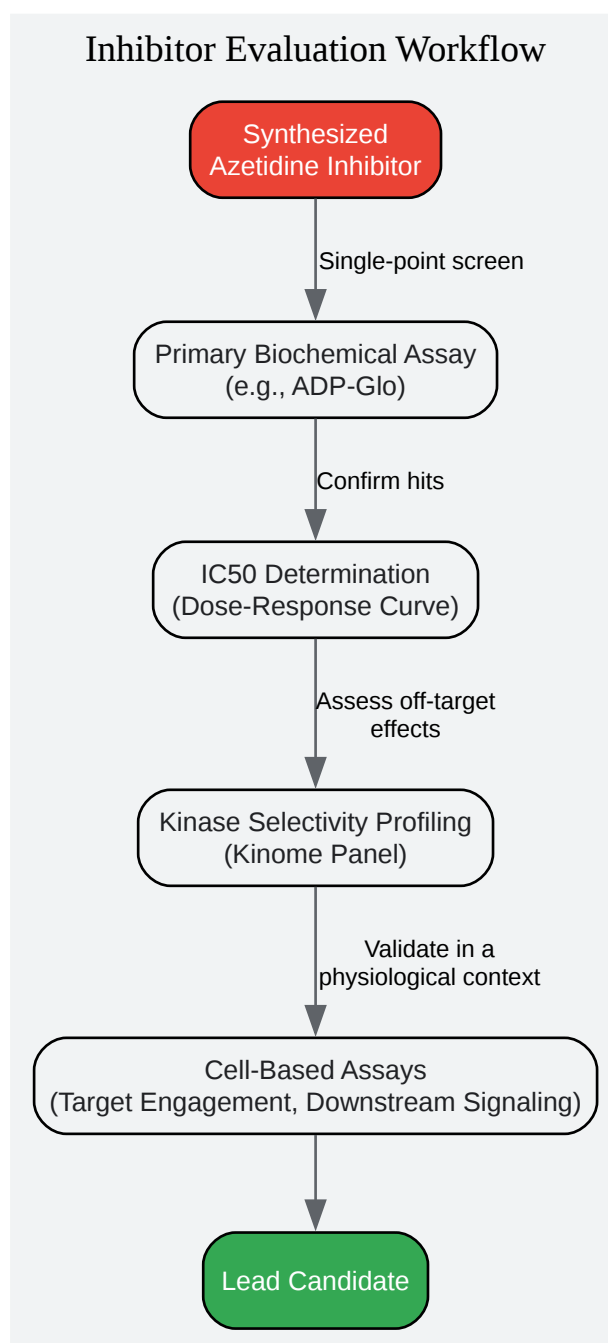 Inhibitor Evaluation Workflow
Synthesized
Azetidine Inhibitor
Single-point screen
Primary Biochemical Assay
(e.g., ADP-Glo)
Confirm hits
IC50 Determination
(Dose-Response Curve)
Assess off-target
effects
Kinase Selectivity Profiling
(Kinome Panel)
Validate in a
physiological context
Cell-Based Assays
(Target Engagement, Downstream Signaling)
Lead Candidate